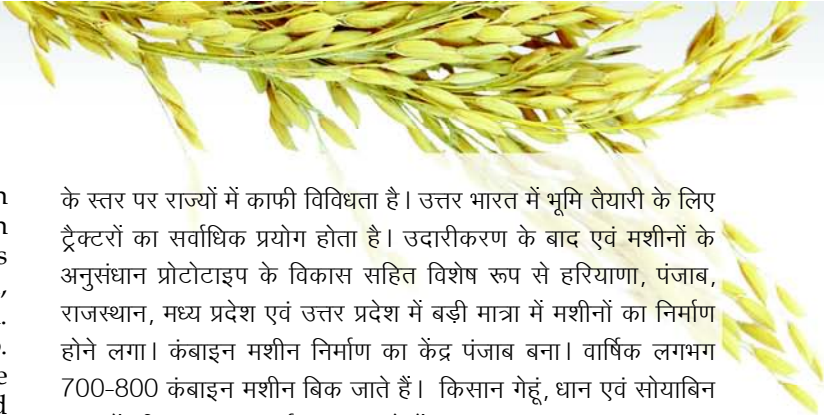 के स्तर पर राज्यों में काफी विविधता है। उत्तर भारत में भूमि तैयारी के लिए
ट्रैक्टरों का सर्वाधिक प्रयोग होता है। उदारीकरण के बाद एवं मशीनों के
अनुसंधान प्रोटोटाइप के विकास सहित विशेष रूप से हरियाणा, पंजाब,
राजस्थान, मध्य प्रदेश एवं उत्तर प्रदेश में बड़ी मात्रा में मशीनों का निर्माण
होने लगा। कंबाइन मशीन निर्माण का केंद्र पंजाब बना। वार्षिक लगभग
700-800 कंबाइन मशीन बिक जाते हैं। किसान गेहूं, धान एवं सोयाबिन